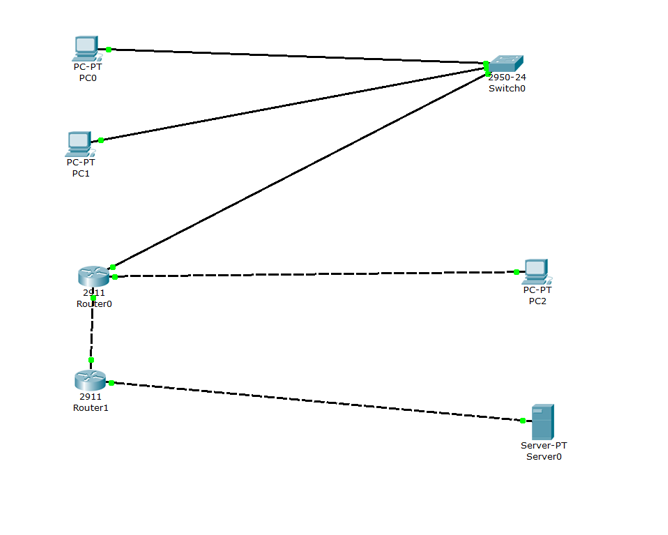 PC-PT
PC0
2950-24
Switch0
PC-PT
PC1
2911
Router0
PC-PT
PC2
2911
Router1
Server-PT
Server0